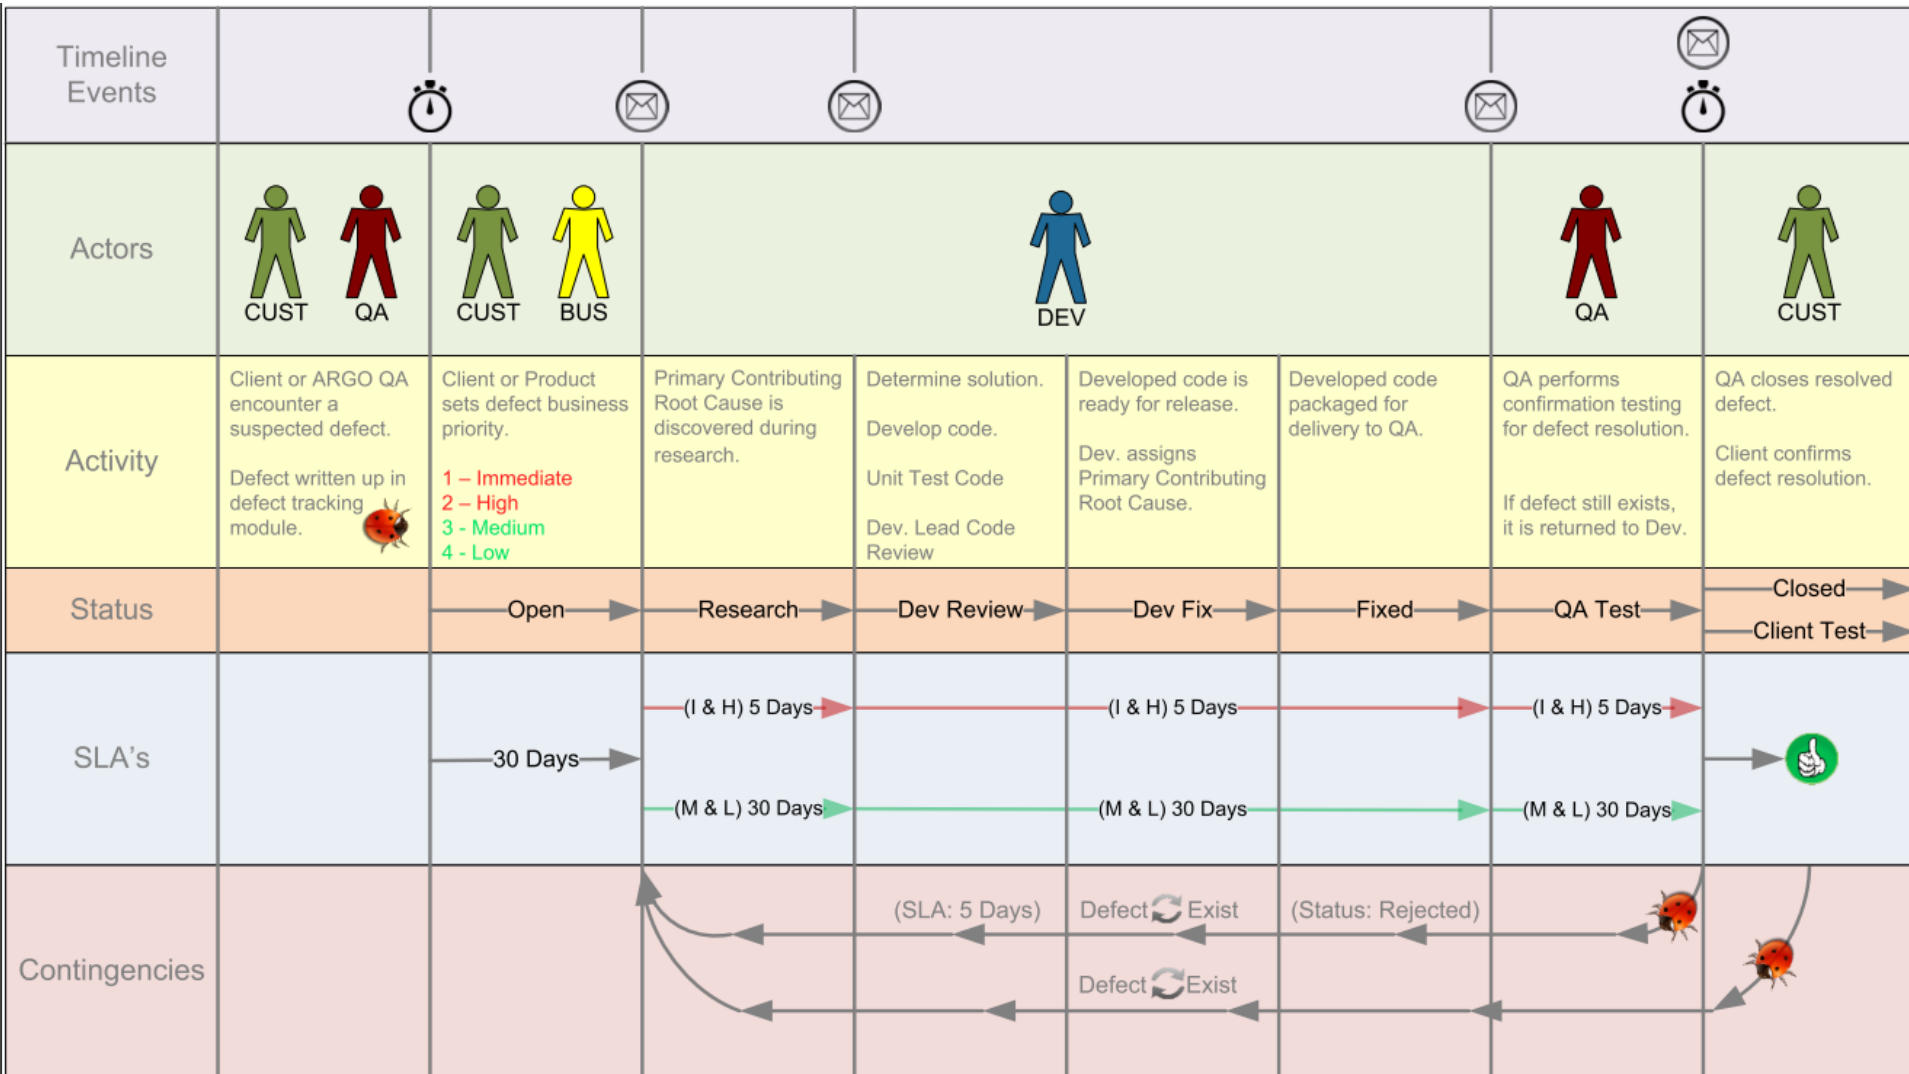 Timeline
Events
Actors
CUST
QA
CUST
BUS
DEV
QA
CUST
Activity
Client or ARGO QA
encounter a
suspected defect.
Defect written up in
defect tracking
module.
Client or Product
sets defect business
priority.
1 – Immediate
2 – High
3 - Medium
4 - Low
Primary Contributing
Root Cause is
discovered during
research.
Determine solution.
Develop code.
Unit Test Code
Dev. Lead Code
Review
Developed code is
ready for release.
Dev. assigns
Primary Contributing
Root Cause.
Developed code
packaged for
delivery to QA.
QA performs
confirmation testing
for defect resolution.
If defect still exists,
it is returned to Dev.
QA closes resolved
defect.
Client confirms
defect resolution.
Status
Open
Research
Dev Review
Dev Fix
Fixed
QA Test
Closed
Client Test
SLA's
30 Days
(I & H) 5 Days
(I & H) 5 Days
(I & H) 5 Days
(M & L) 30 Days
(M & L) 30 Days
(M & L) 30 Days
Contingencies
(SLA: 5 Days)
Defect Exist
(Status: Rejected)
Defect Exist